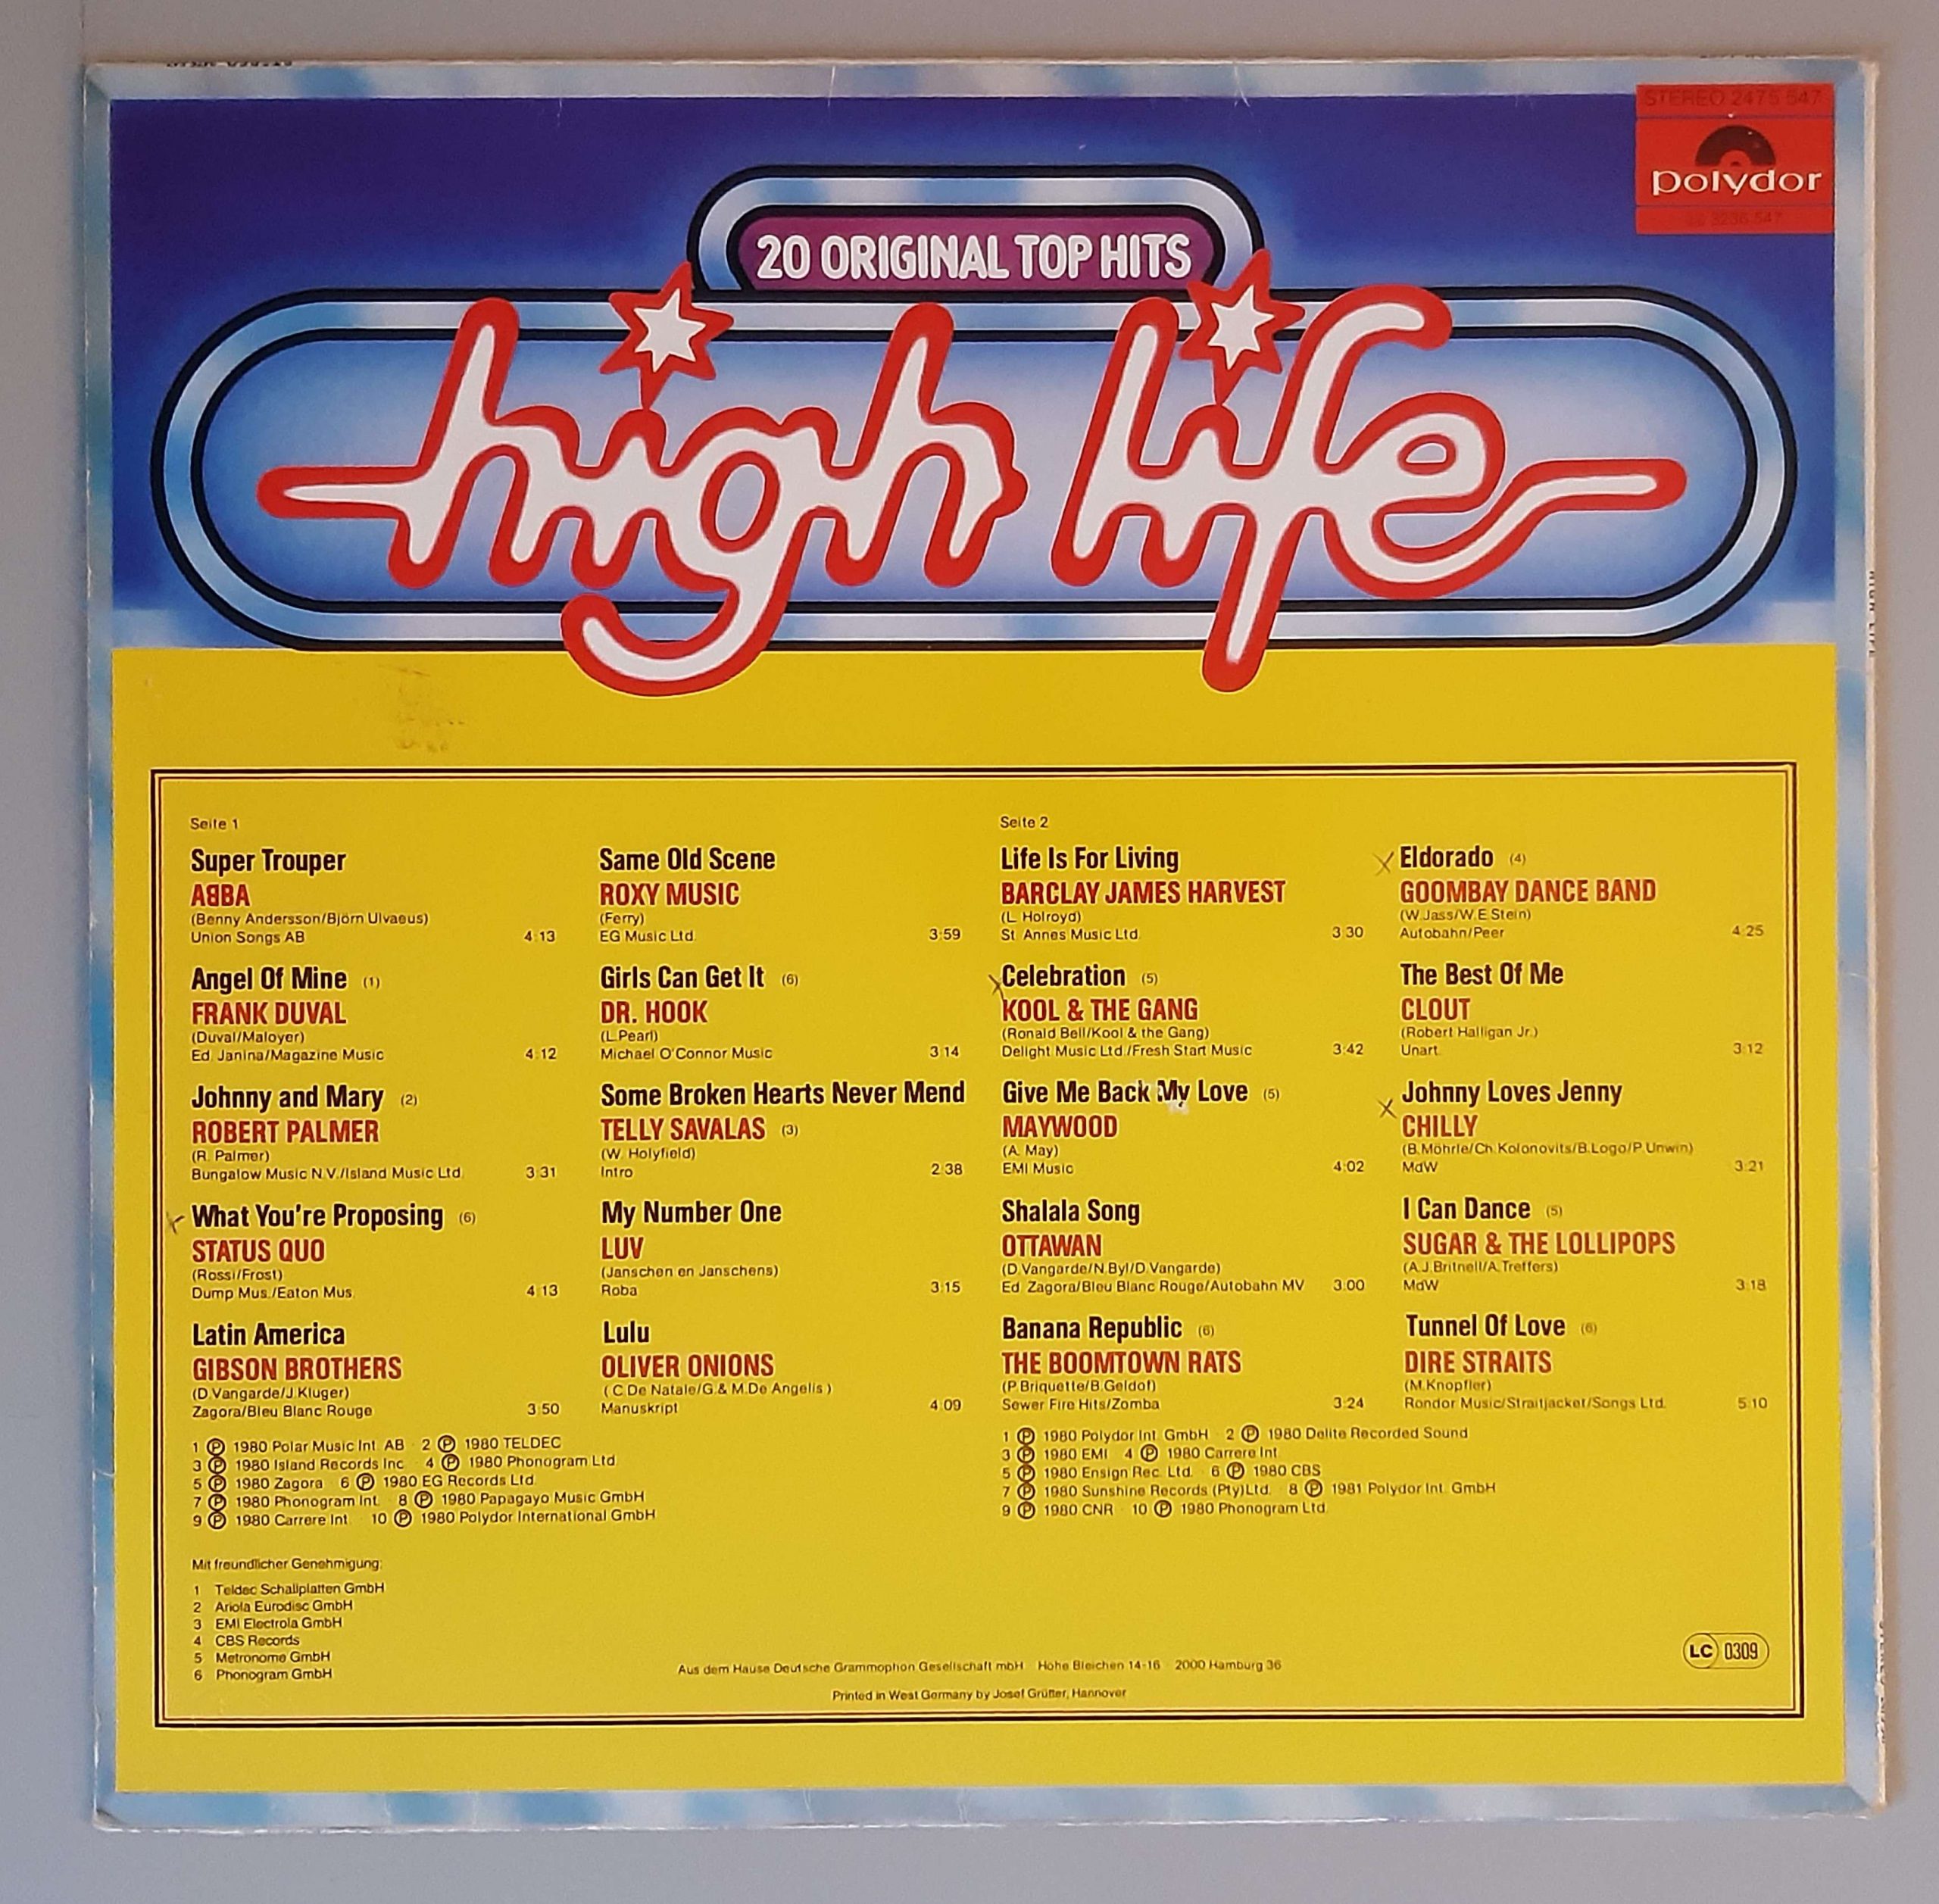 STEREO 2475 547
polydor
3236 547
20 ORIGINAL TOP HITS
high life
Seite 1
Super Trouper
ABBA
(Benny Andersson/Björn Ulvaeus)
Union Songs AB 4:13
Angel Of Mine (1)
FRANK DUVAL
(Duval/Maloyer)
Ed. Janina/Magazine Music 4:12
Johnny and Mary (2)
ROBERT PALMER
(R. Palmer)
Bungalow Music N.V./Island Music Ltd. 3:31
What You're Proposing (6)
STATUS QUO
(Rossi/Frost)
Dump Mus./Eaton Mus. 4:13
Latin America
GIBSON BROTHERS
(D.Vangarde/J.Kluger)
Zagora/Bleu Blanc Rouge 3:50
Same Old Scene
ROXY MUSIC
(Ferry)
EG Music Ltd. 3:59
Girls Can Get It (6)
DR. HOOK
(L.Pearl)
Michael O'Connor Music 3:14
Some Broken Hearts Never Mend
TELLY SAVALAS (3)
(W. Holyfield)
Intro 2:38
My Number One
LUV
(Janschen en Janschens)
Roba 3:15
Lulu
OLIVER ONIONS
( C.De Natale/G.& M.De Angelis )
Manuskript 4:09
1 Ⓟ 1980 Polar Music Int. AB · 2 Ⓟ 1980 TELDEC
3 Ⓟ 1980 Island Records Inc. · 4 Ⓟ 1980 Phonogram Ltd.
5 Ⓟ 1980 Zagora · 6 Ⓟ 1980 EG Records Ltd.
7 Ⓟ 1980 Phonogram Int. · 8 Ⓟ 1980 Papagayo Music GmbH
9 Ⓟ 1980 Carrere Int. · 10 Ⓟ 1980 Polydor International GmbH
Seite 2
Life Is For Living
BARCLAY JAMES HARVEST
(L. Holroyd)
St. Annes Music Ltd. 3:30
Celebration (5)
KOOL & THE GANG
(Ronald Bell/Kool & the Gang)
Delight Music Ltd./Fresh Start Music 3:42
Give Me Back My Love (5)
MAYWOOD
(A. May)
EMI Music 4:02
Shalala Song
OTTAWAN
(D.Vangarde/N.Byl/D.Vangarde)
Ed. Zagora/Bleu Blanc Rouge/Autobahn MV 3:00
Banana Republic (6)
THE BOOMTOWN RATS
(P.Briquette/B.Geldof)
Sewer Fire Hits/Zomba 3:24
Eldorado (4)
GOOMBAY DANCE BAND
(W.Jass/W.E.Stein)
Autobahn/Peer 4:25
The Best Of Me
CLOUT
(Robert Halligan Jr.)
Unart. 3:12
Johnny Loves Jenny
CHILLY
(B.Möhrle/Ch.Kolonovits/B.Logo/P.Unwin)
MdW 3:21
I Can Dance (5)
SUGAR & THE LOLLIPOPS
(A.J.Britnell/A.Treffers)
MdW 3:18
Tunnel Of Love (6)
DIRE STRAITS
(M.Knopfler)
Rondor Music/Straitjacket/Songs Ltd. 5:10
1 Ⓟ 1980 Polydor Int. GmbH · 2 Ⓟ 1980 Delite Recorded Sound
3 Ⓟ 1980 EMI · 4 Ⓟ 1980 Carrere Int.
5 Ⓟ 1980 Ensign Rec. Ltd. · 6 Ⓟ 1980 CBS
7 Ⓟ 1980 Sunshine Records (Pty)Ltd. · 8 Ⓟ 1981 Polydor Int. GmbH
9 Ⓟ 1980 CNR · 10 Ⓟ 1980 Phonogram Ltd.
Mit freundlicher Genehmigung:
1 Teldec Schallplatten GmbH
2 Ariola Eurodisc GmbH
3 EMI Electrola GmbH
4 CBS Records
5 Metronome GmbH
6 Phonogram GmbH
Aus dem Hause Deutsche Grammophon Gesellschaft mbH · Hohe Bleichen 14-16 · 2000 Hamburg 36
Printed in West Germany by Josef Grütter, Hannover
LC 0309
HIGH LIFE